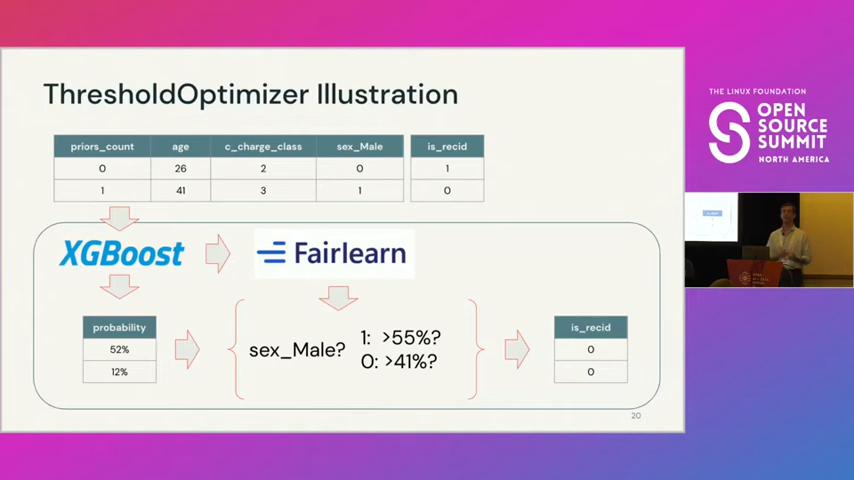 ThresholdOptimizer Illustration
priors_count age c_charge_class sex_Male is_recid
0 26 2 0 1
1 41 3 1 0
XGBoost
Fairlearn
probability
52%
12%
sex_Male?
1: >55%?
0: >41%?
is_recid
0
0
20
THE LINUX FOUNDATION
OPEN
SOURCE
SUMMIT
NORTH AMERICA